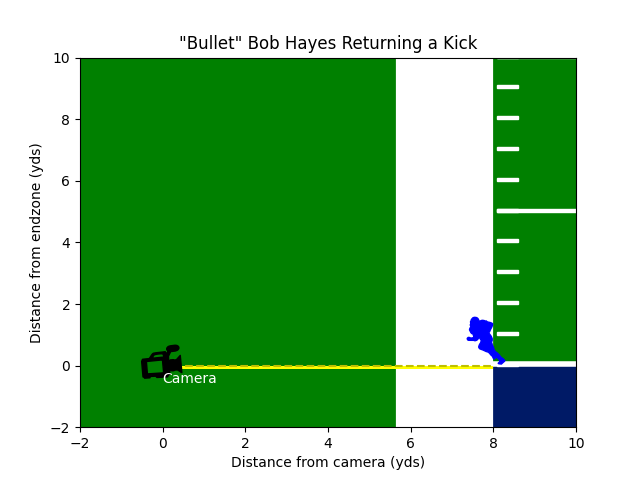 "Bullet" Bob Hayes Returning a Kick
10
8
6
4
2
0
−2
Distance from endzone (yds)
Camera
−2 0 2 4 6 8 10
Distance from camera (yds)